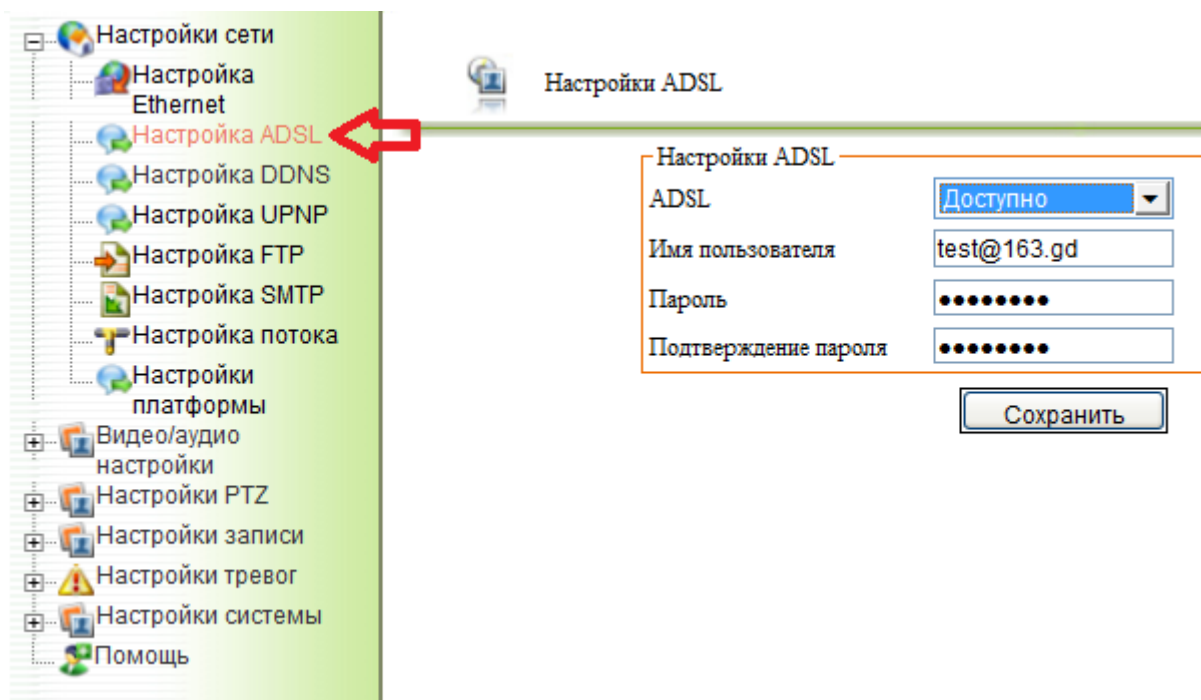 Настройки сети
Настройка
Ethernet
Настройка ADSL
Настройка DDNS
Настройка UPNP
Настройка FTP
Настройка SMTP
Настройка потока
Настройки
платформы
Видео/аудио
настройки
Настройки PTZ
Настройки записи
Настройки тревог
Настройки системы
Помощь
Настройки ADSL
Настройки ADSL
ADSL
Доступно
Имя пользователя
test@163.gd
Пароль
●●●●●●●●
Подтверждение пароля
●●●●●●●●
Сохранить